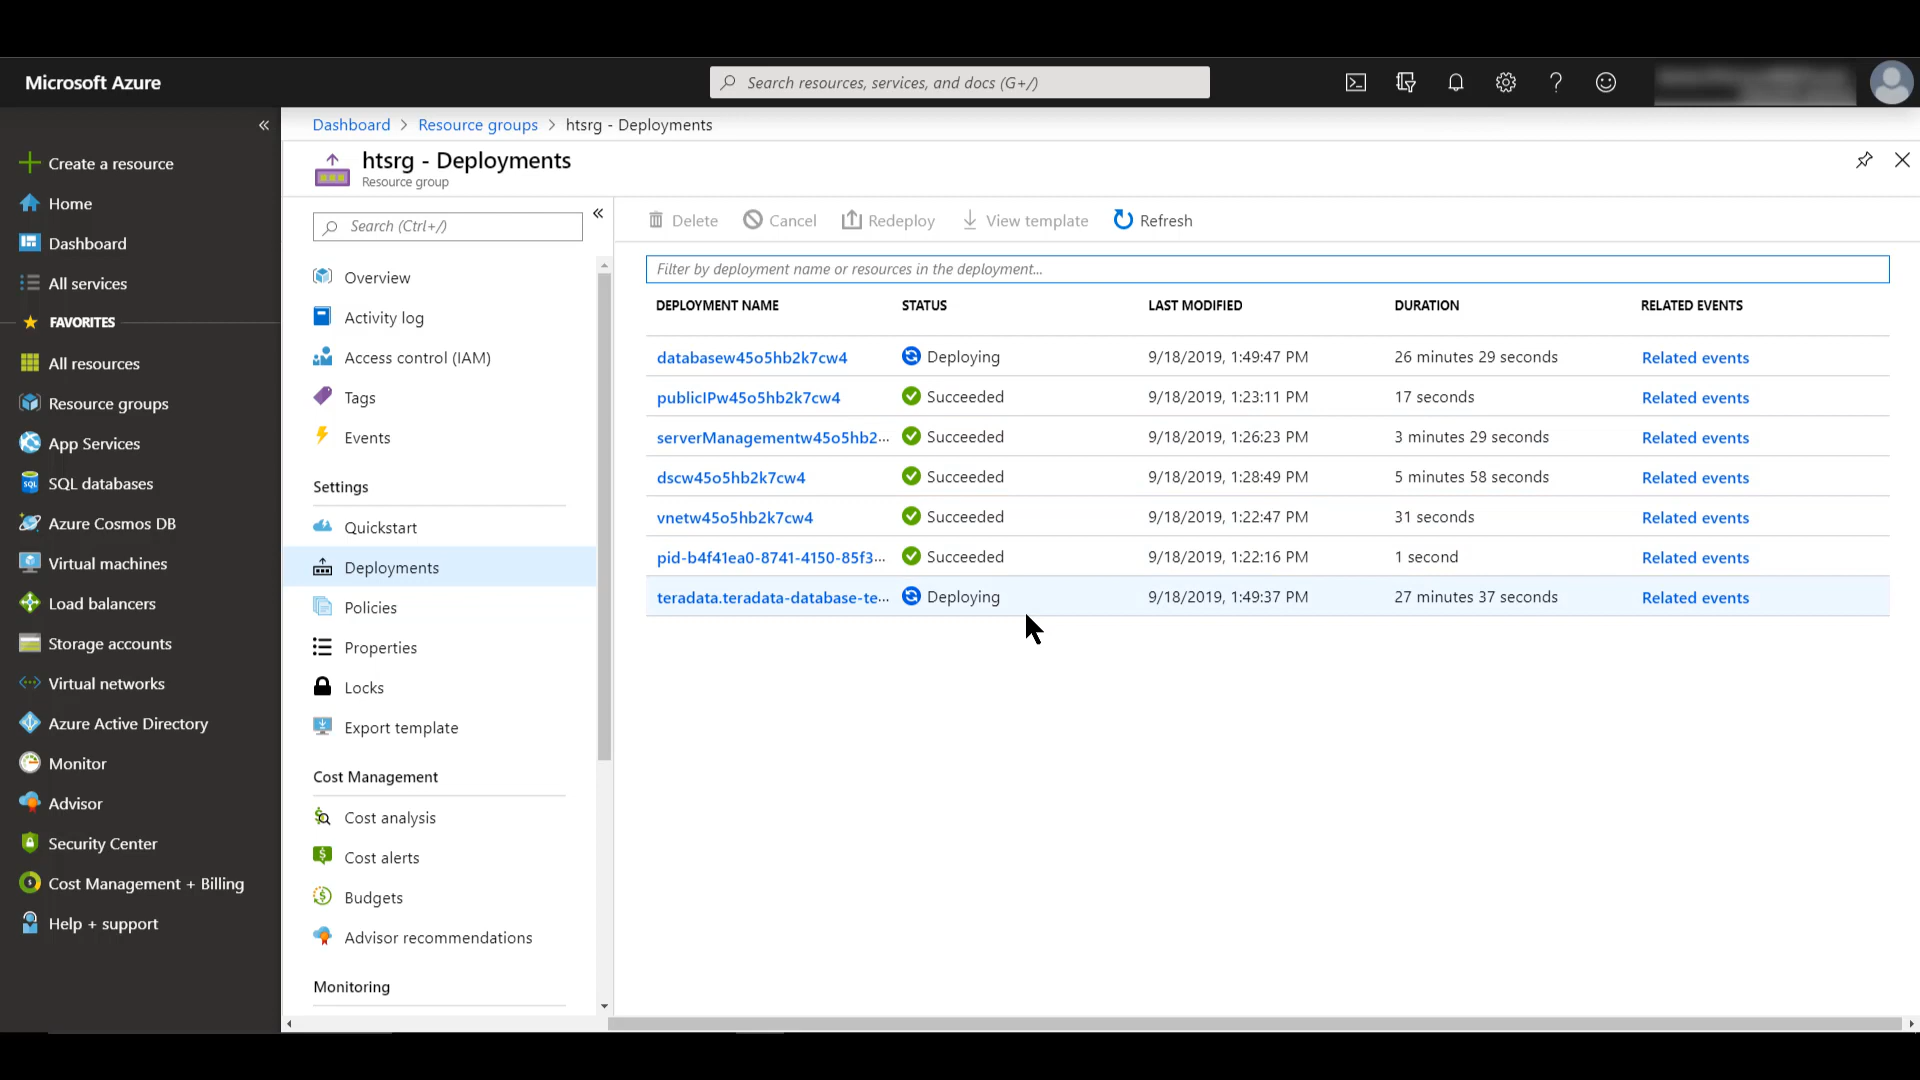 Microsoft Azure
Search resources, services, and docs (G+/)
Create a resource
Home
Dashboard
All services
FAVORITES
All resources
Resource groups
App Services
SQL databases
Azure Cosmos DB
Virtual machines
Load balancers
Storage accounts
Virtual networks
Azure Active Directory
Monitor
Advisor
Security Center
Cost Management + Billing
Help + support
Dashboard > Resource groups > htsrg - Deployments
htsrg - Deployments
Resource group
Search (Ctrl+/)
Overview
Activity log
Access control (IAM)
Tags
Events
Settings
Quickstart
Deployments
Policies
Properties
Locks
Export template
Cost Management
Cost analysis
Cost alerts
Budgets
Advisor recommendations
Monitoring
Delete Cancel Redeploy View template Refresh
Filter by deployment name or resources in the deployment...
DEPLOYMENT NAME STATUS LAST MODIFIED DURATION RELATED EVENTS
databasew45o5hb2k7cw4 Deploying 9/18/2019, 1:49:47 PM 26 minutes 29 seconds Related events
publicIPw45o5hb2k7cw4 Succeeded 9/18/2019, 1:23:11 PM 17 seconds Related events
serverManagementw45o5hb2... Succeeded 9/18/2019, 1:26:23 PM 3 minutes 29 seconds Related events
dscw45o5hb2k7cw4 Succeeded 9/18/2019, 1:28:49 PM 5 minutes 58 seconds Related events
vnetw45o5hb2k7cw4 Succeeded 9/18/2019, 1:22:47 PM 31 seconds Related events
pid-b4f41ea0-8741-4150-85f3... Succeeded 9/18/2019, 1:22:16 PM 1 second Related events
teradata.teradata-database-te... Deploying 9/18/2019, 1:49:37 PM 27 minutes 37 seconds Related events